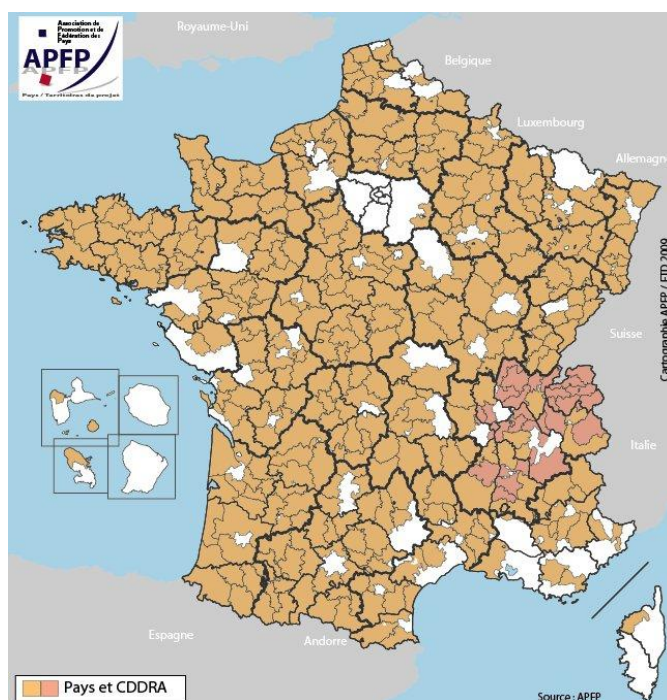 Association de
Promotion et de
Fédération des
Pays
APFP
Pays / Territoires du projet
Royaume-Uni
Belgique
Luxembourg
Allemagne
Cartographie APFP / ETD 2009
Suisse
Italie
Espagne
Andorre
Pays et CDDRA
Source : APFP